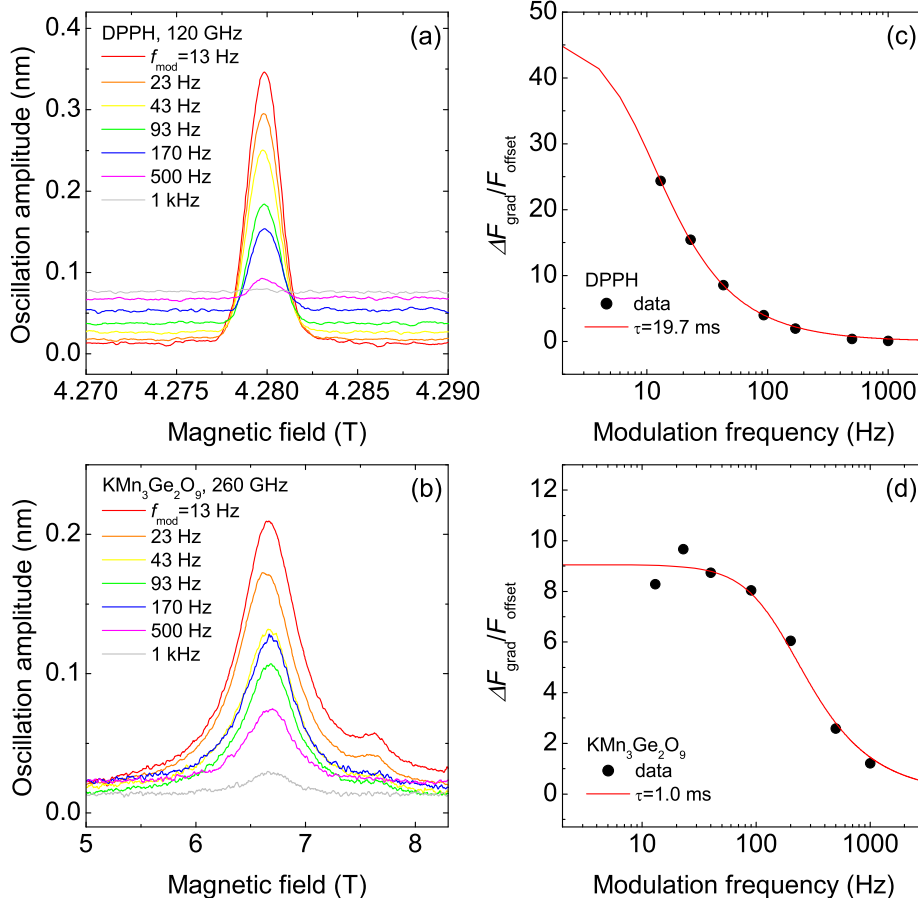 (a)
DPPH, 120 GHz
f_mod=13 Hz
23 Hz
43 Hz
93 Hz
170 Hz
500 Hz
1 kHz
0.4
0.3
0.2
0.1
0.0
Oscillation amplitude (nm)
4.270
4.275
4.280
4.285
4.290
Magnetic field (T)
(c)
50
40
30
20
10
0
ΔF_grad/F_offset
DPPH
data
τ=19.7 ms
10
100
1000
Modulation frequency (Hz)
(b)
KMn₃Ge₂O₉, 260 GHz
f_mod=13 Hz
23 Hz
43 Hz
93 Hz
170 Hz
500 Hz
1 kHz
0.2
0.1
0.0
Oscillation amplitude (nm)
5
6
7
8
Magnetic field (T)
(d)
12
10
8
6
4
2
0
ΔF_grad/F_offset
KMn₃Ge₂O₉
data
τ=1.0 ms
10
100
1000
Modulation frequency (Hz)